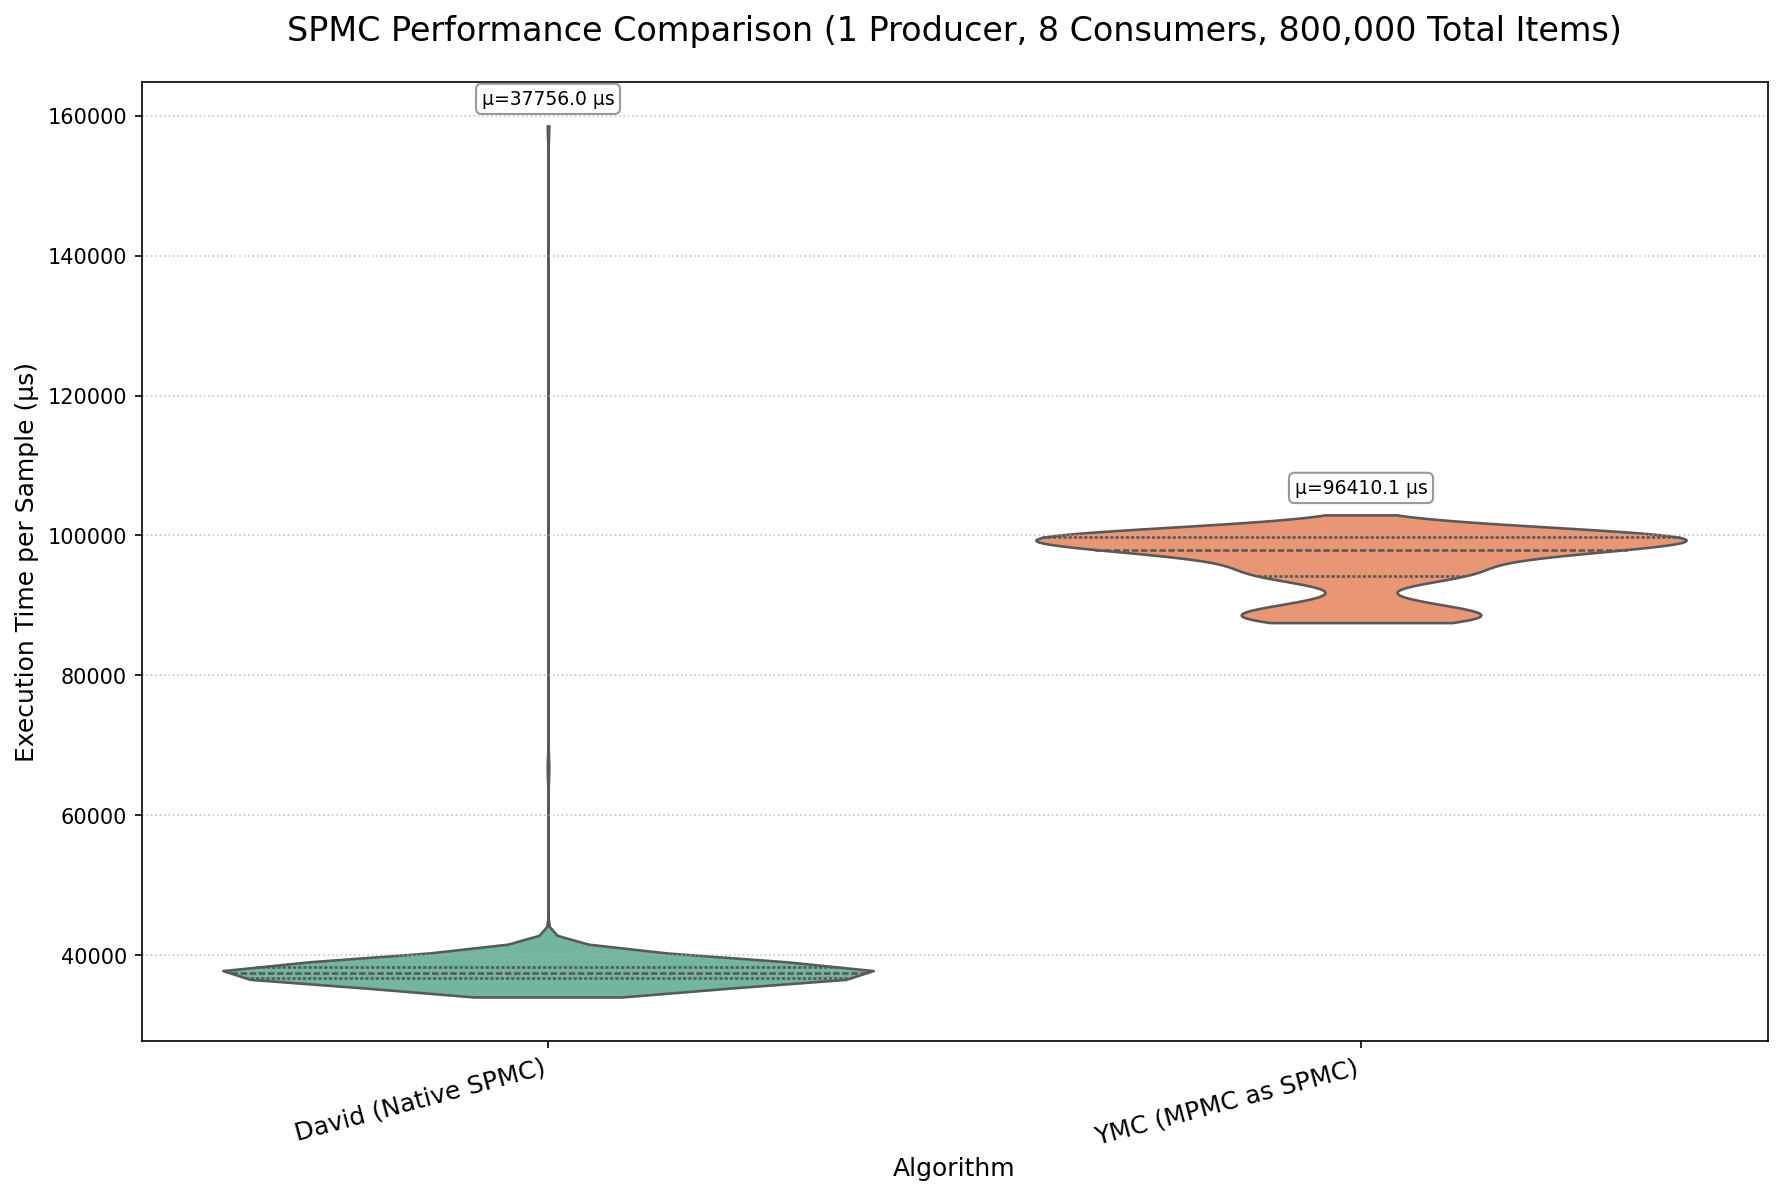 SPMC Performance Comparison (1 Producer, 8 Consumers, 800,000 Total Items)
μ=37756.0 μs
160000
140000
120000
μ=96410.1 μs
100000
80000
60000
40000
Execution Time per Sample (μs)
David (Native SPMC)
YMC (MPMC as SPMC)
Algorithm